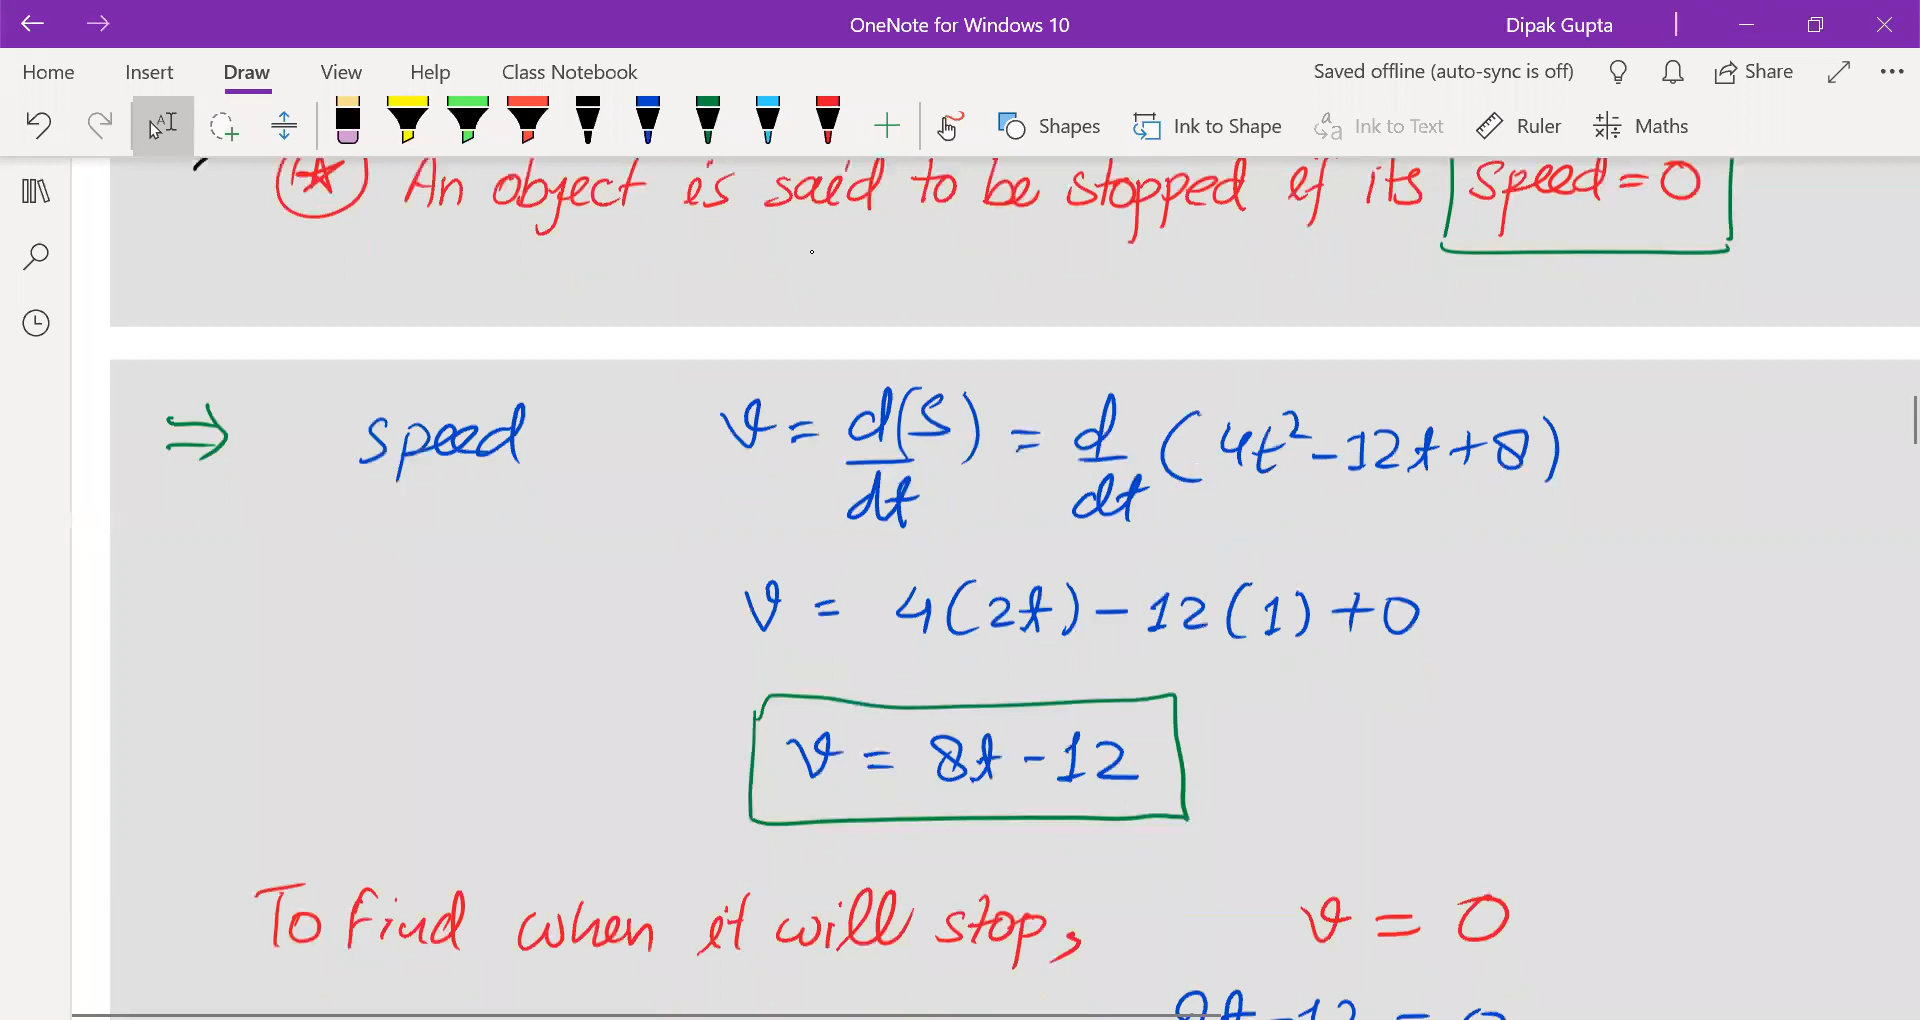 OneNote for Windows 10
Dipak Gupta
Home Insert Draw View Help Class Notebook
Saved offline (auto-sync is off) Share
Shapes Ink to Shape Ink to Text Ruler Maths
An object is said to be stopped if its speed = 0
⇒ speed v = d(S)/dt = d/dt (4t² - 12t + 8)
v = 4(2t) - 12(1) + 0
v = 8t - 12
To find when it will stop, v = 0
8t - 12 = 0